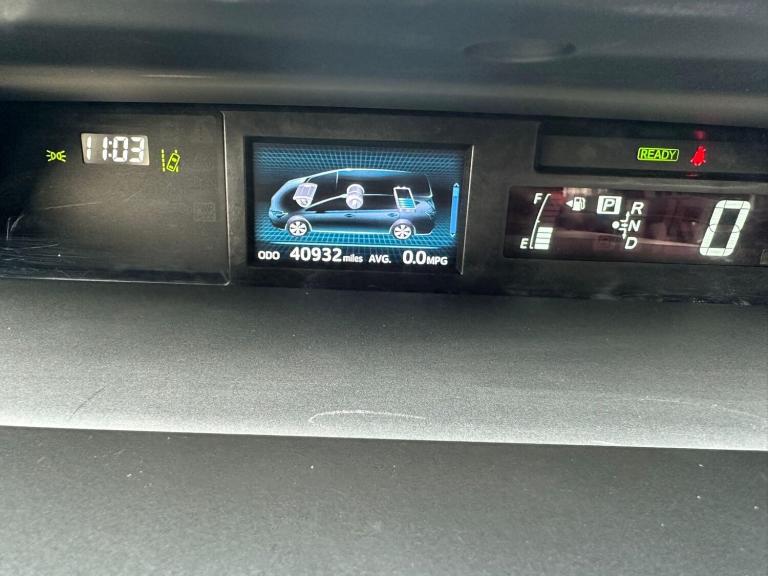 11:03
READY
F
P
R
N
D
E
0
ODO 40932 miles AVG. 0.0 MPG